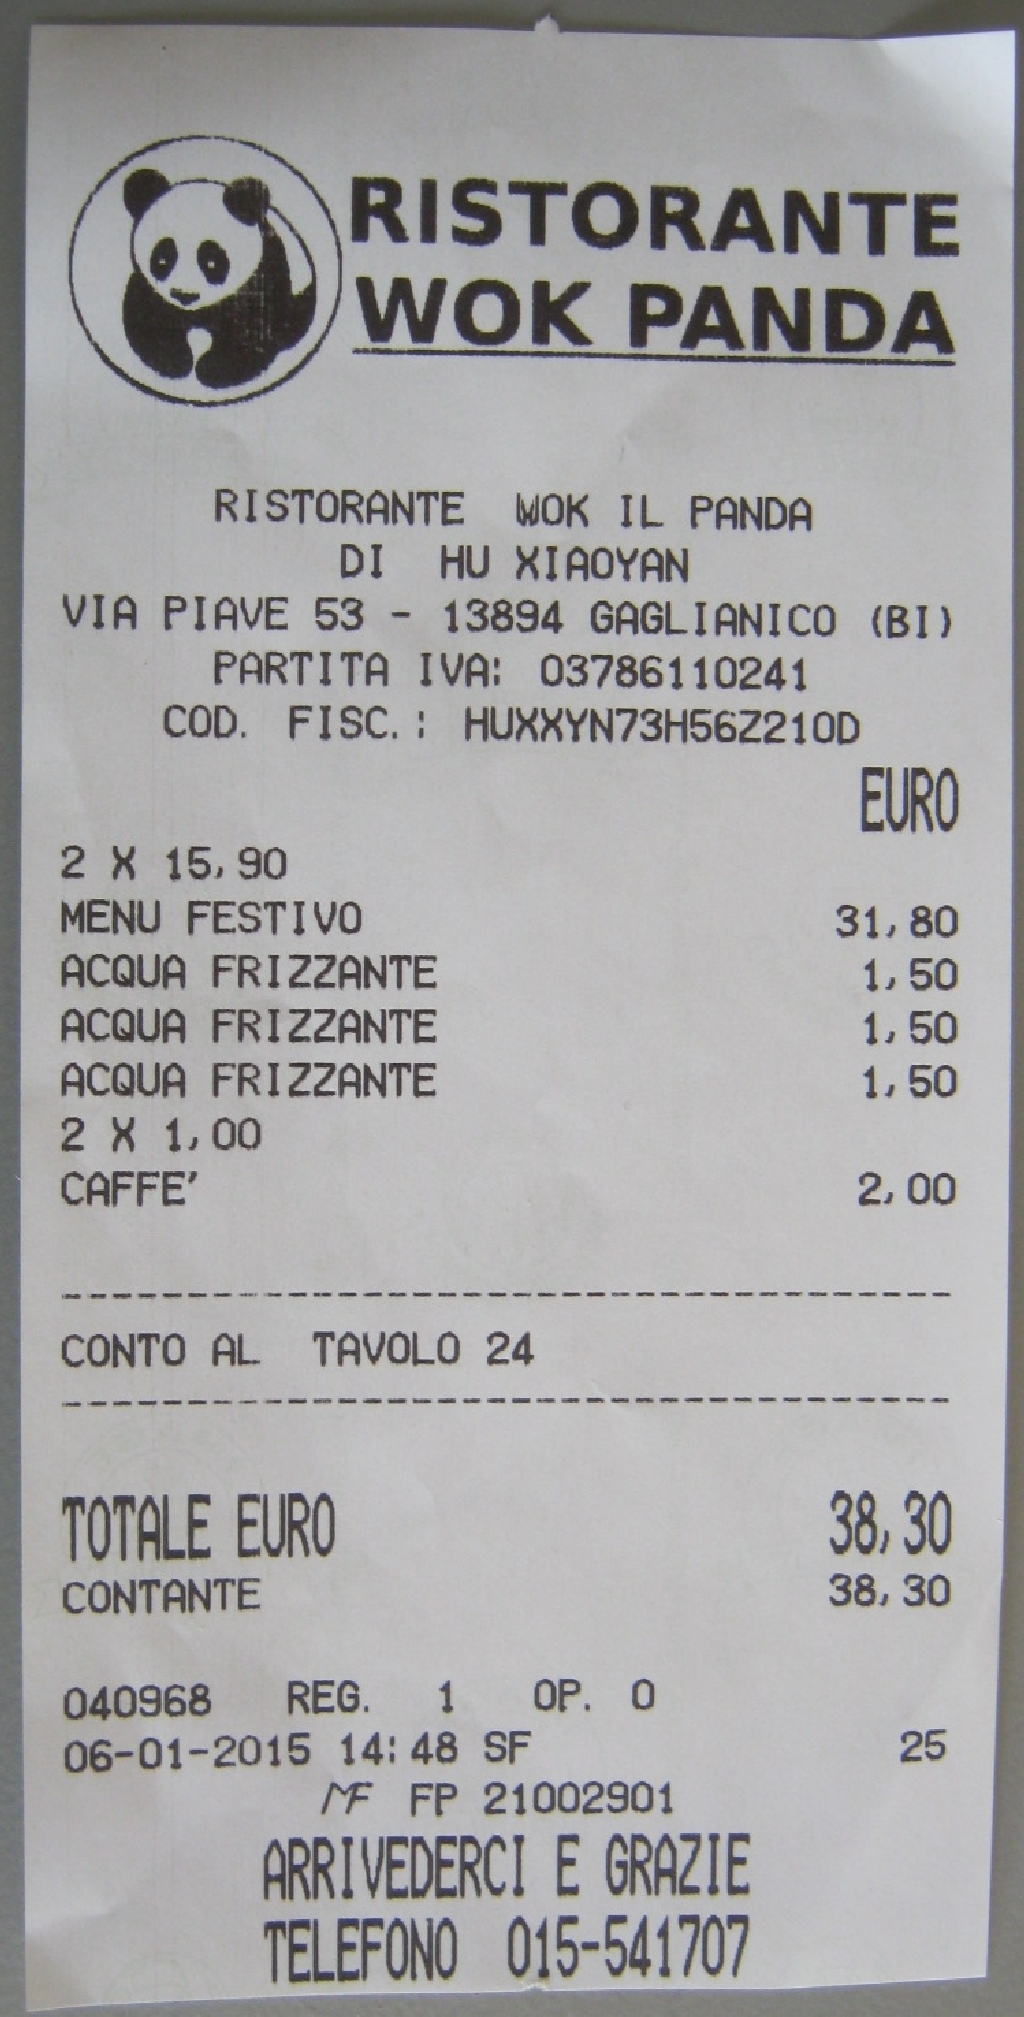 RISTORANTE
WOK PANDA
RISTORANTE WOK IL PANDA
DI HU XIAOYAN
VIA PIAVE 53 - 13894 GAGLIANICO (BI)
PARTITA IVA: 03786110241
COD. FISC.: HUXXYN73H56Z210D
EURO
2 X 15,90
MENU FESTIVO 31,80
ACQUA FRIZZANTE 1,50
ACQUA FRIZZANTE 1,50
ACQUA FRIZZANTE 1,50
2 X 1,00
CAFFE' 2,00
------------------------------------
CONTO AL TAVOLO 24
------------------------------------
TOTALE EURO 38,30
CONTANTE 38,30
040968 REG. 1 OP. 0
06-01-2015 14:48 SF 25
MF FP 21002901
ARRIVEDERCI E GRAZIE
TELEFONO 015-541707